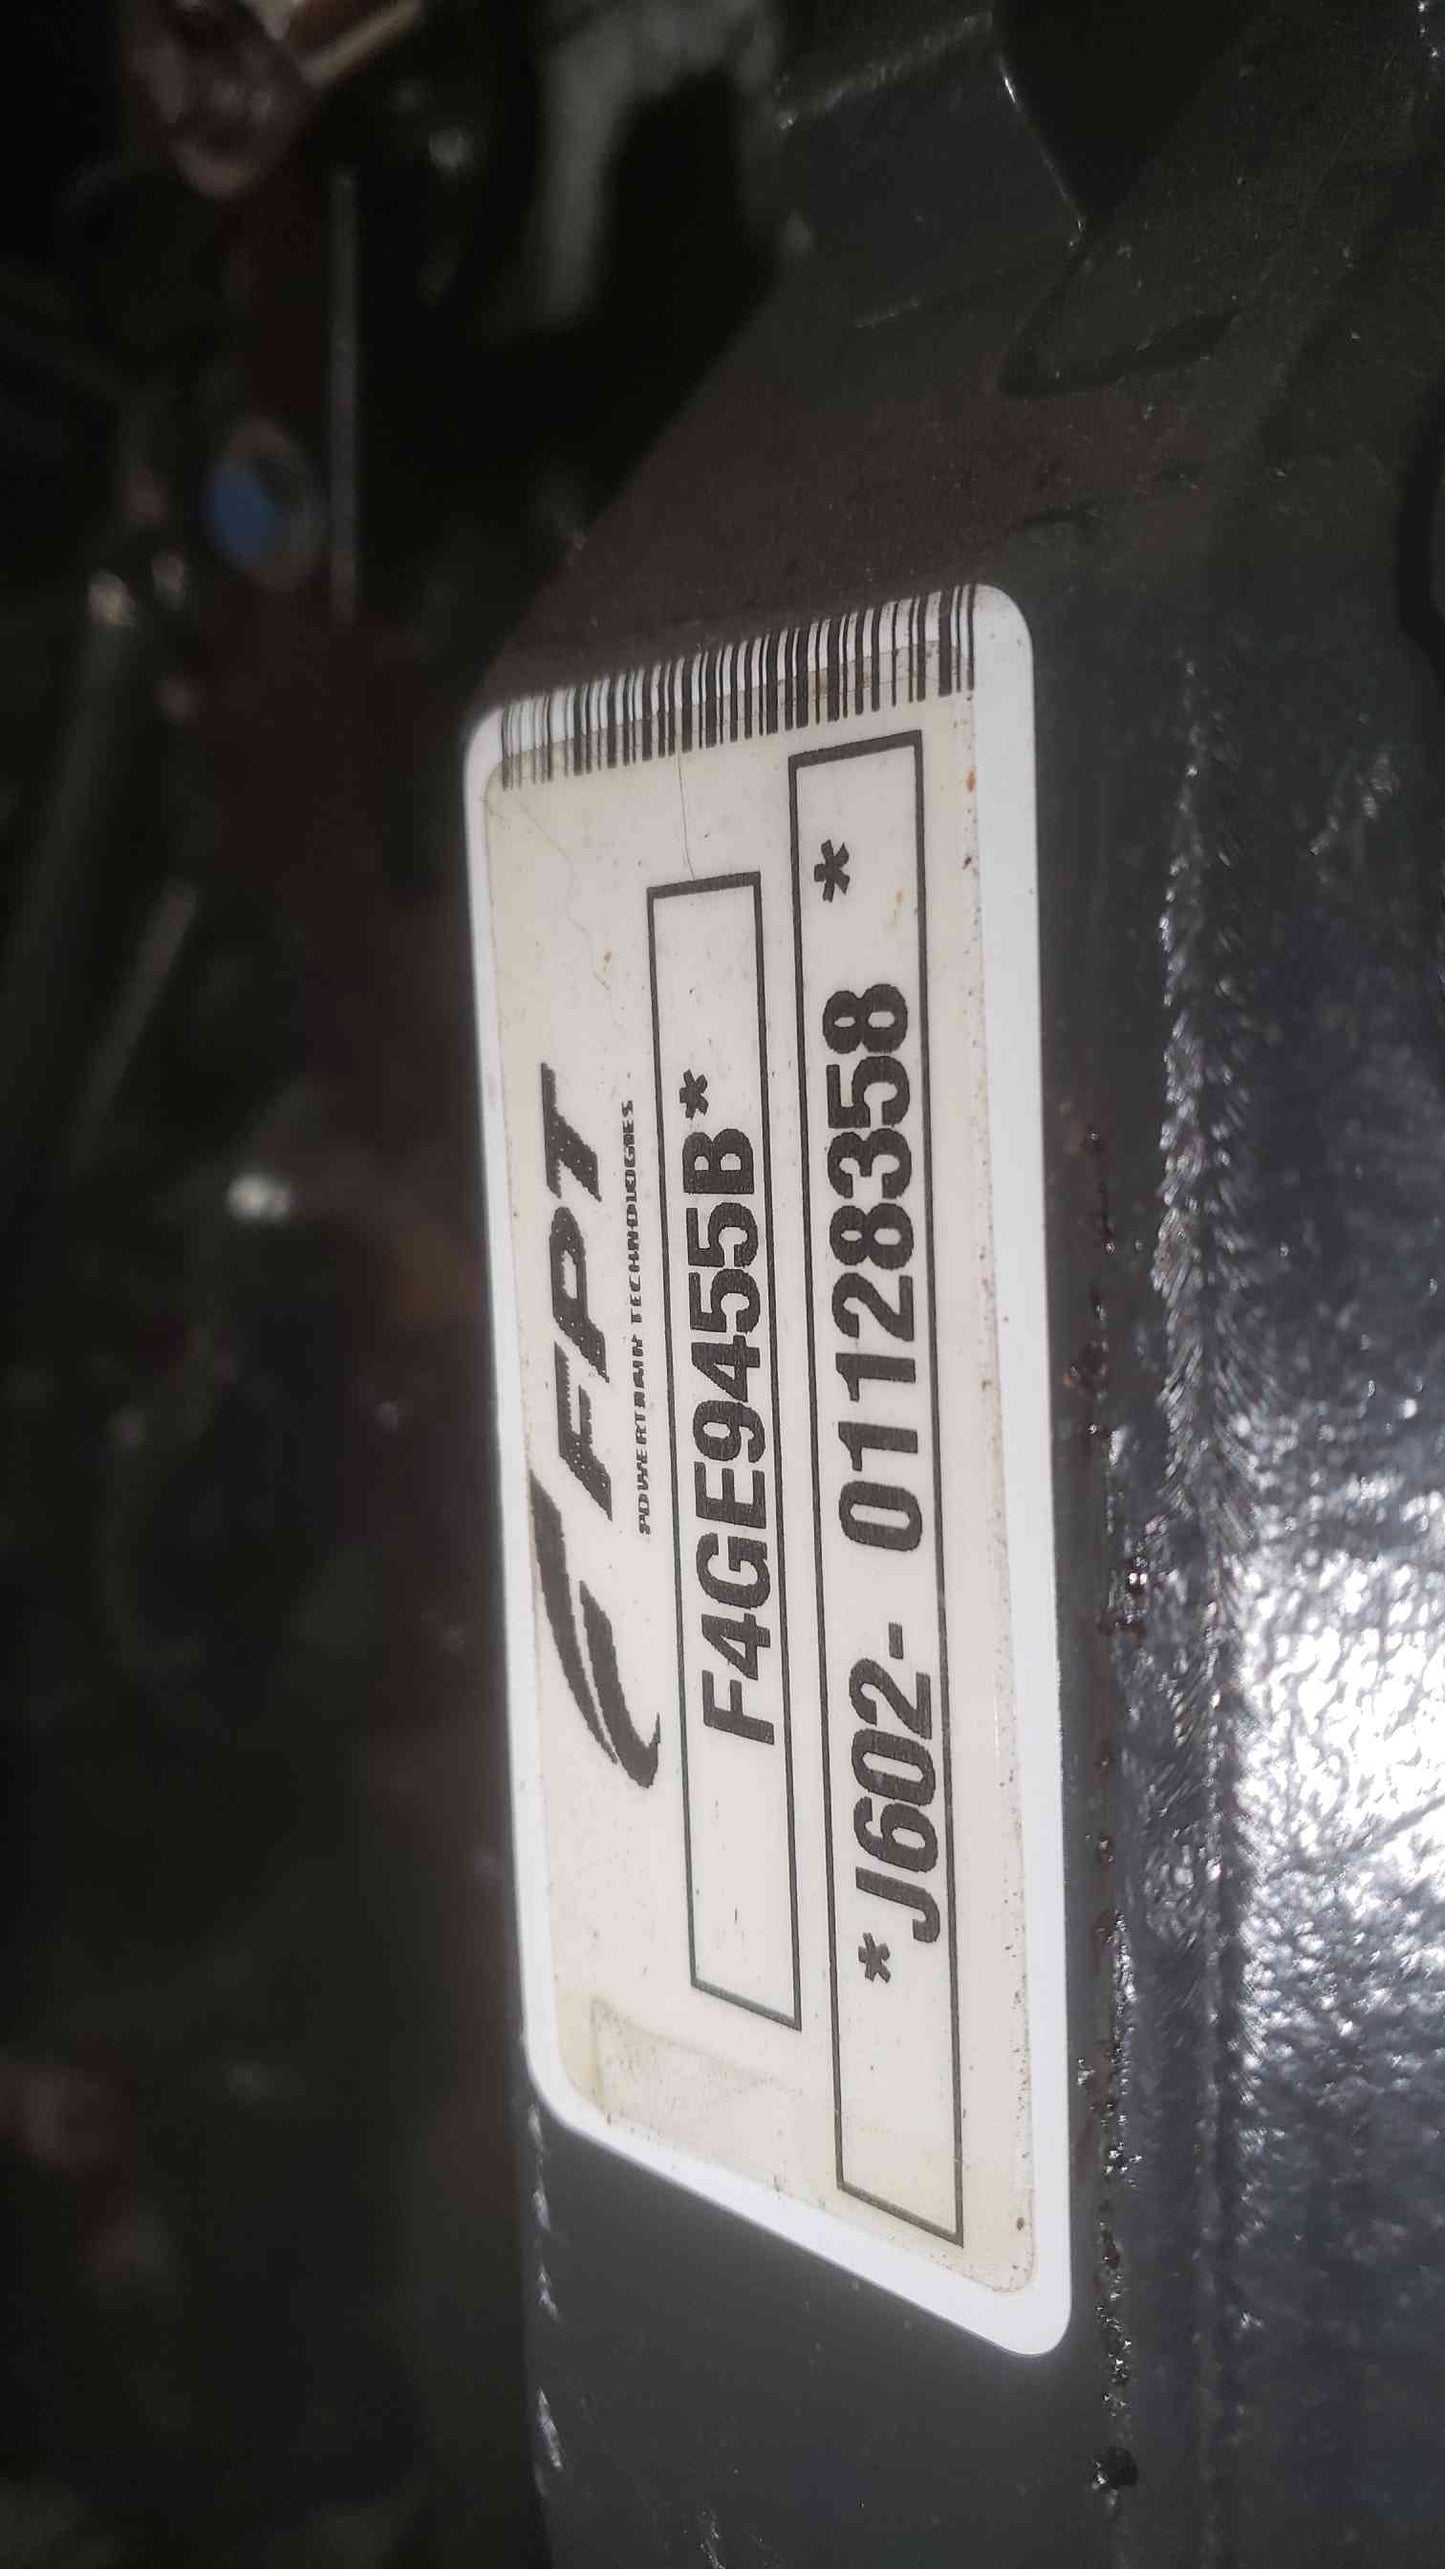 FPT
POWERTRAIN TECHNOLOGIES
F4GE9455B*
*J602- 01128358 *